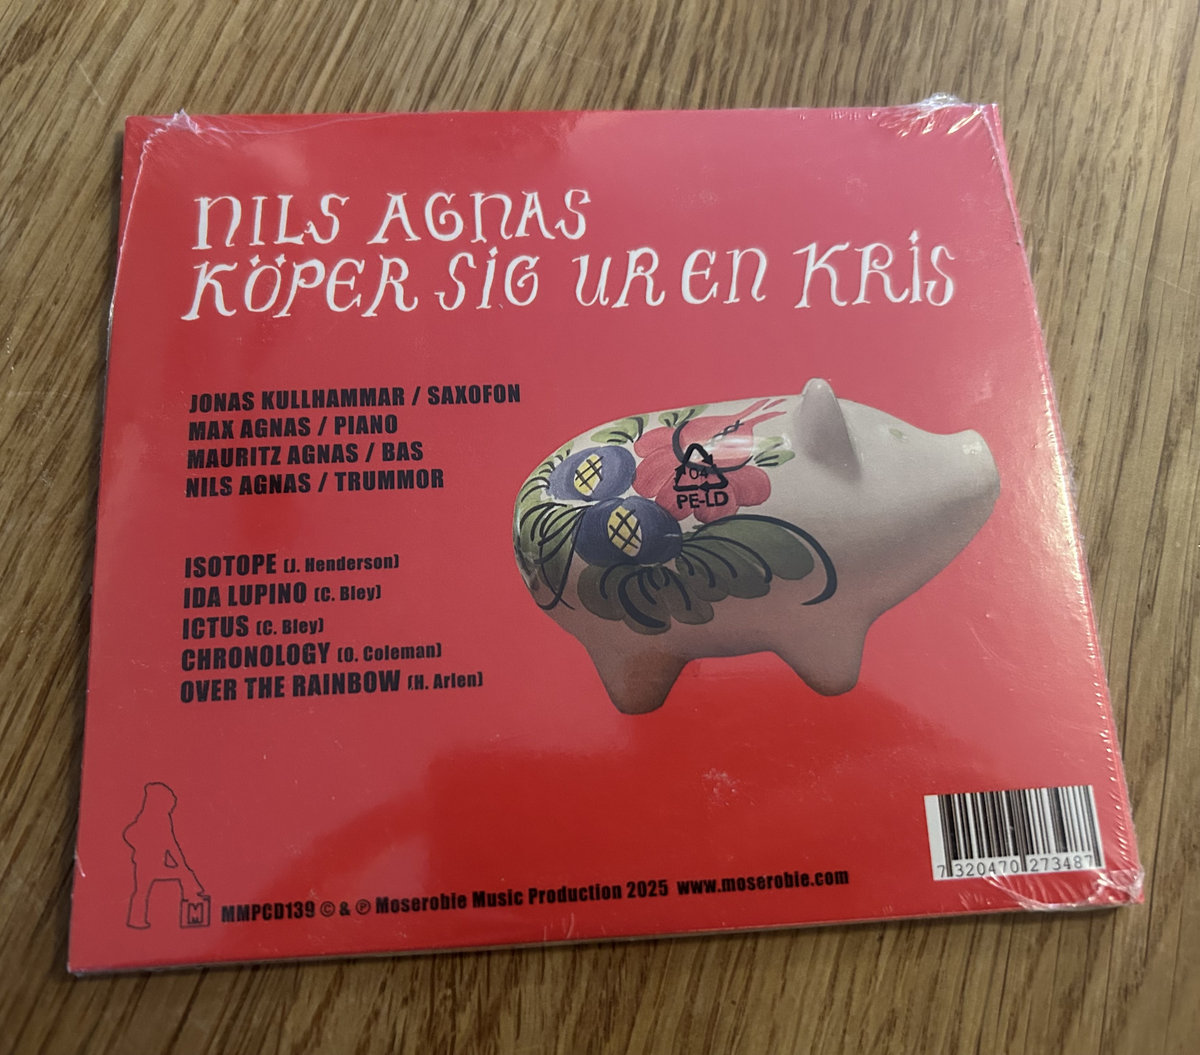 NILS AGNAS
KÖPER SIG UR EN KRIS
JONAS KULLHAMMAR / SAXOFON
MAX AGNAS / PIANO
MAURITZ AGNAS / BAS
NILS AGNAS / TRUMMOR
04
PE-LD
ISOTOPE (J. Henderson)
IDA LUPINO (C. Bley)
ICTUS (C. Bley)
CHRONOLOGY (O. Coleman)
OVER THE RAINBOW (H. Arlen)
M
MMPCD139 © & ℗ Moserobie Music Production 2025 www.moserobie.com
7 320470 273487